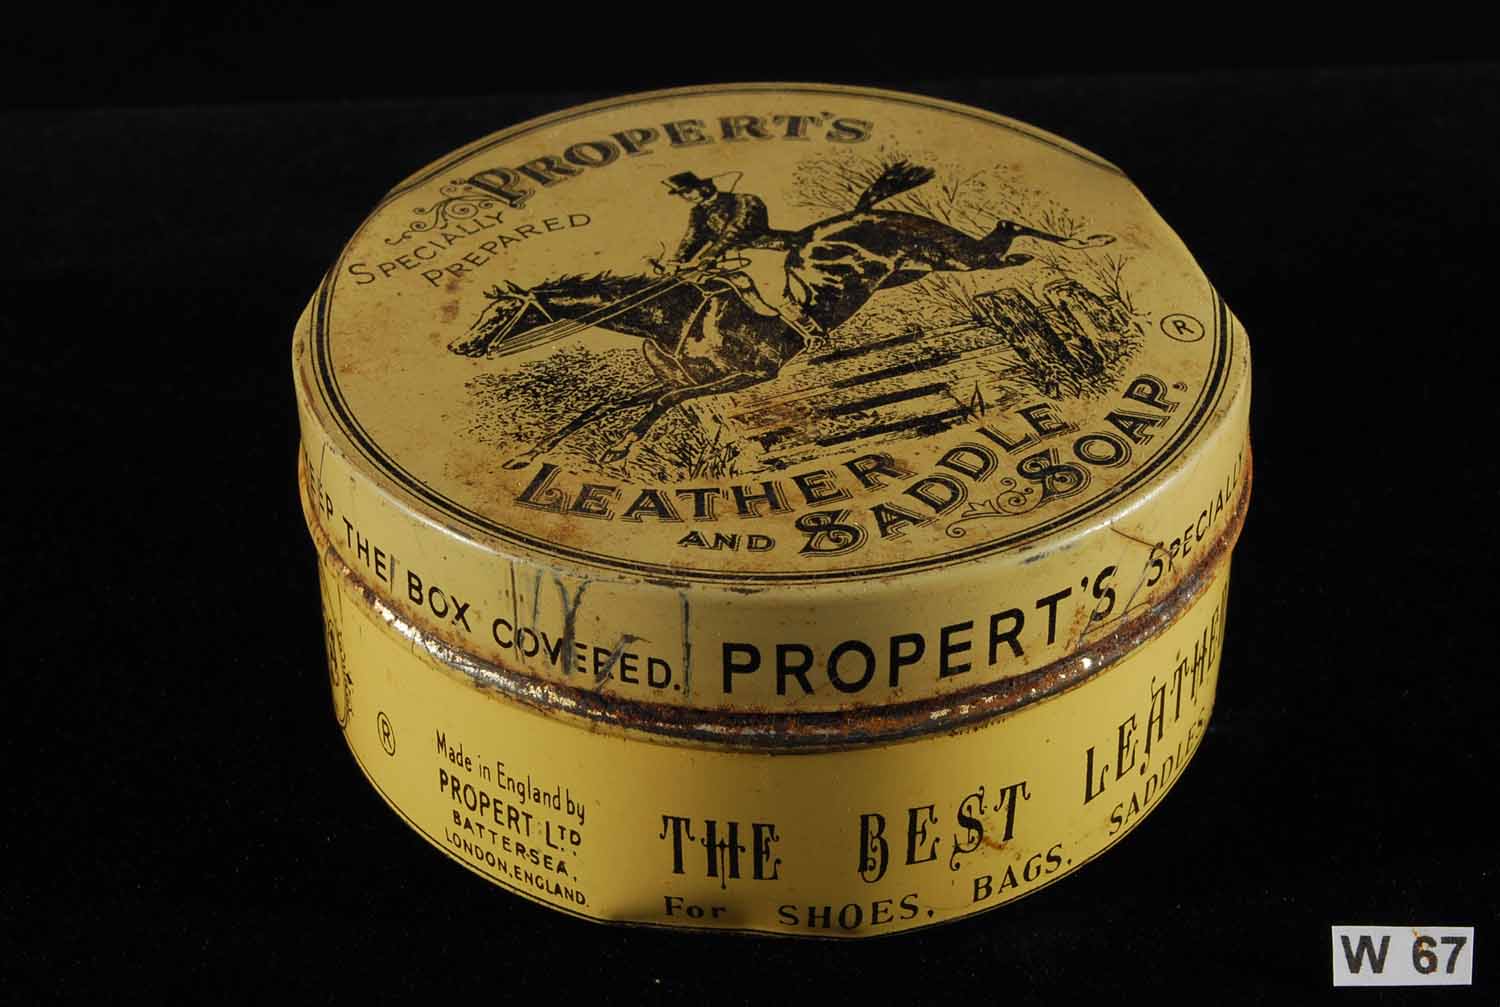 PROPERT'S
SPECIALLY
PREPARED
®
LEATHER
AND SADDLE
SOAP.
THE BOX COVERED. PROPERT'S SPECIALLY
®
Made in England by
PROPERT LTD
BATTERSEA,
LONDON, ENGLAND.
THE BEST
For SHOES, BAGS,
W 67